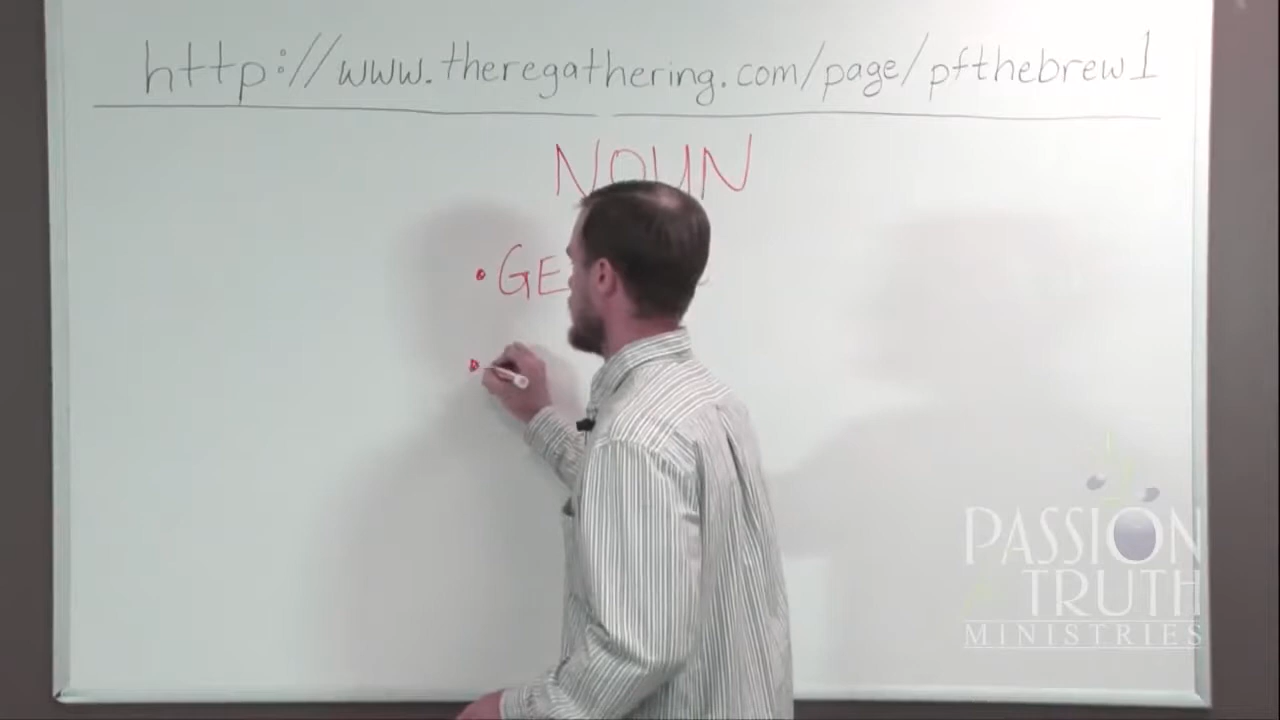 http://www.theregathering.com/page/pfthebrew1
NOUN
• GE
•
PASSION
TRUTH
MINISTRIES